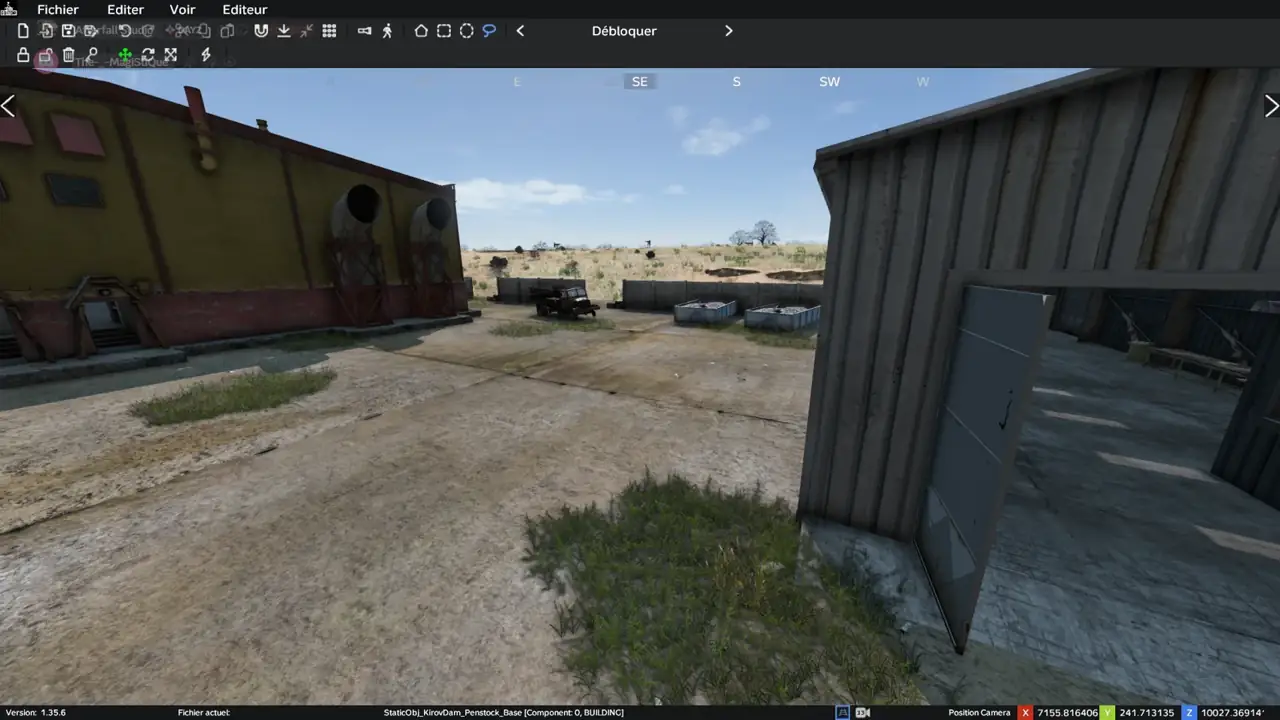 Fichier Editer Voir Editeur
Débloquer
E SE S SW W
Version: 1.35.6 Fichier actuel: StaticObj_KirovDam_Penstock_Base [Component: 0, BUILDING] Position Camera X 7155.816406 Y 241.713135 Z 10027.36914